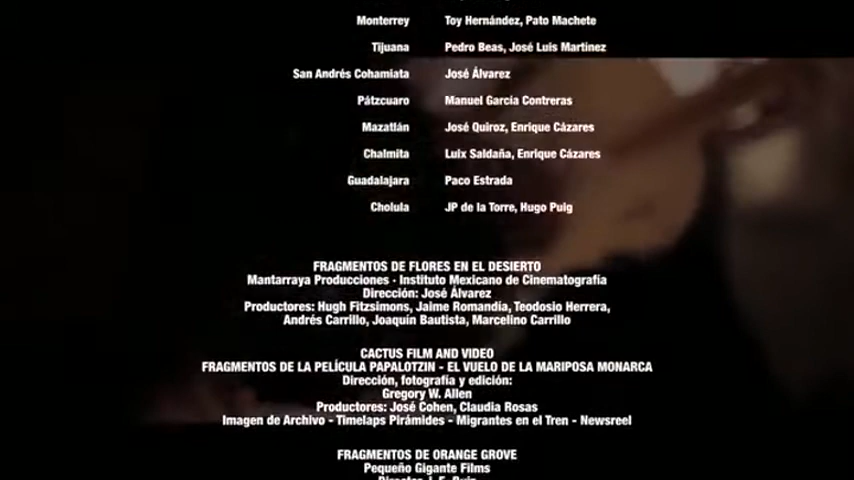 Monterrey Toy Hernández, Pato Machete
Tijuana Pedro Beas, José Luis Martinez
San Andrés Cohamiata José Álvarez
Pátzcuaro Manuel García Contreras
Mazatlán José Quiroz, Enrique Cázares
Chalmita Luix Saldaña, Enrique Cázares
Guadalajara Paco Estrada
Cholula JP de la Torre, Hugo Puig
FRAGMENTOS DE FLORES EN EL DESIERTO
Mantarraya Producciones - Instituto Mexicano de Cinematografía
Dirección: José Álvarez
Productores: Hugh Fitzsimons, Jaime Romandía, Teodosio Herrera,
Andrés Carrillo, Joaquín Bautista, Marcelino Carrillo
CACTUS FILM AND VIDEO
FRAGMENTOS DE LA PELÍCULA PAPALOTZIN - EL VUELO DE LA MARIPOSA MONARCA
Dirección, fotografía y edición:
Gregory W. Allen
Productores: José Cohen, Claudia Rosas
Imagen de Archivo - Timelaps Pirámides - Migrantes en el Tren - Newsreel
FRAGMENTOS DE ORANGE GROVE
Pequeño Gigante Films